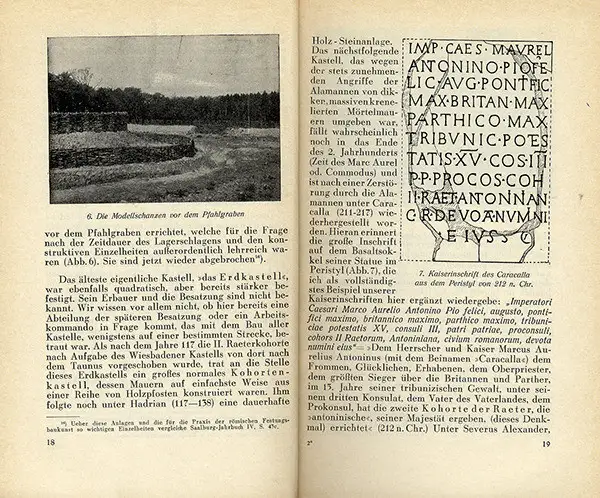 6. Die Modellschanzen vor dem Pfahlgraben
vor dem Pfahlgraben errichtet, welche für die Frage
nach der Zeitdauer des Lagerschlagens und den kon-
struktiven Einzelheiten außerordentlich lehrreich wa-
ren (Abb. 6). Sie sind jetzt wieder abgebrochen¹⁶).
Das älteste eigentliche Kastell, »das Erdkastell«,
war ebenfalls quadratisch, aber bereits stärker be-
festigt. Sein Erbauer und die Besatzung sind nicht be-
kannt. Wir wissen vor allem nicht, ob hier bereits eine
Abteilung der späteren Besatzung oder ein Arbeits-
kommando in Frage kommt, das mit dem Bau aller
Kastelle, wenigstens auf einer bestimmten Strecke, be-
traut war. Als nach dem Jahre 117 die II. Raeterkohorte
nach Aufgabe des Wiesbadener Kastells von dort nach
dem Taunus vorgeschoben wurde, trat an die Stelle
dieses Erdkastells ein großes normales Kohorten-
kastell, dessen Mauern auf einfachste Weise aus
einer Reihe von Holzpfosten konstruiert waren. Ihm
folgte noch unter Hadrian (117—138) eine dauerhafte
Ueber diese Anlagen und die für die Praxis der römischen Festungs-
baukunst so wichtigen Einzelheiten vergleiche Saalburg-Jahrbuch IV, S.
18
Holz-Steinanlage.
Das nächstfolgende
Kastell, das wegen
der stets zunehmen-
den Angriffe der
Alamannen von dik-
ker, massiven krene-
lierten Mörtelmau-
ern umgeben war,
fällt wahrscheinlich
noch in das Ende
des 2. Jahrhunderts
(Zeit des Marc Aurel
od. Commodus) und
ist nach einer Zerstö-
rung durch die Ala-
mannen unter Cara-
calla (211-217) wie-
derhergestellt wor-
den. Hieran erinnert
die große Inschrift
auf dem Basaltsok-
kel seiner Statue im
Peristyl (Abb. 7), die
ich als vollständig-
stes Beispiel unserer
IMP·CAES·MAVREL
ANTONINO·PIOFE
LIC·AVG·PONTIFIC
MAX·BRITAN·MAX
PARTHICO·MAX
TRIBVNIC·POTES
TATIS·XV·COS·III
P·P·PROCOS·COH
II·RAET·ANTONINAN
C·R·DEVOANVMNI
EIVS
7. Kaiserinschrift des Caracalla
aus dem Peristyl von 212 n. Chr.
Kaiserinschriften hier ergänzt wiedergebe: „Imperatori
Caesari Marco Aurelio Antonino Pio felici, augusto, ponti-
fici maximo, britannico maximo, parthico maximo, tribuni-
ciae potestatis XV, consuli III, patri patriae, proconsuli,
cohors II Raetorum, Antoniniana, civium romanorum, devota
numini eius“ = »Dem Herrscher und Kaiser Marcus Au-
relius Antoninus (mit dem Beinamen »Caracalla«) dem
Frommen, Glücklichen, Erhabenen, dem Oberpriester,
dem größten Sieger über die Britannen und Parther,
im 15. Jahre seiner tribunizischen Gewalt, unter sei-
nem dritten Konsulat, dem Vater des Vaterlandes, dem
Prokonsul, hat die zweite Kohorte der Raeter, die
»antoninische«, seiner Majestät ergeben, (dieses Denk-
mal) errichtet« (212 n. Chr.) Unter Severus Alexander,
2*
19